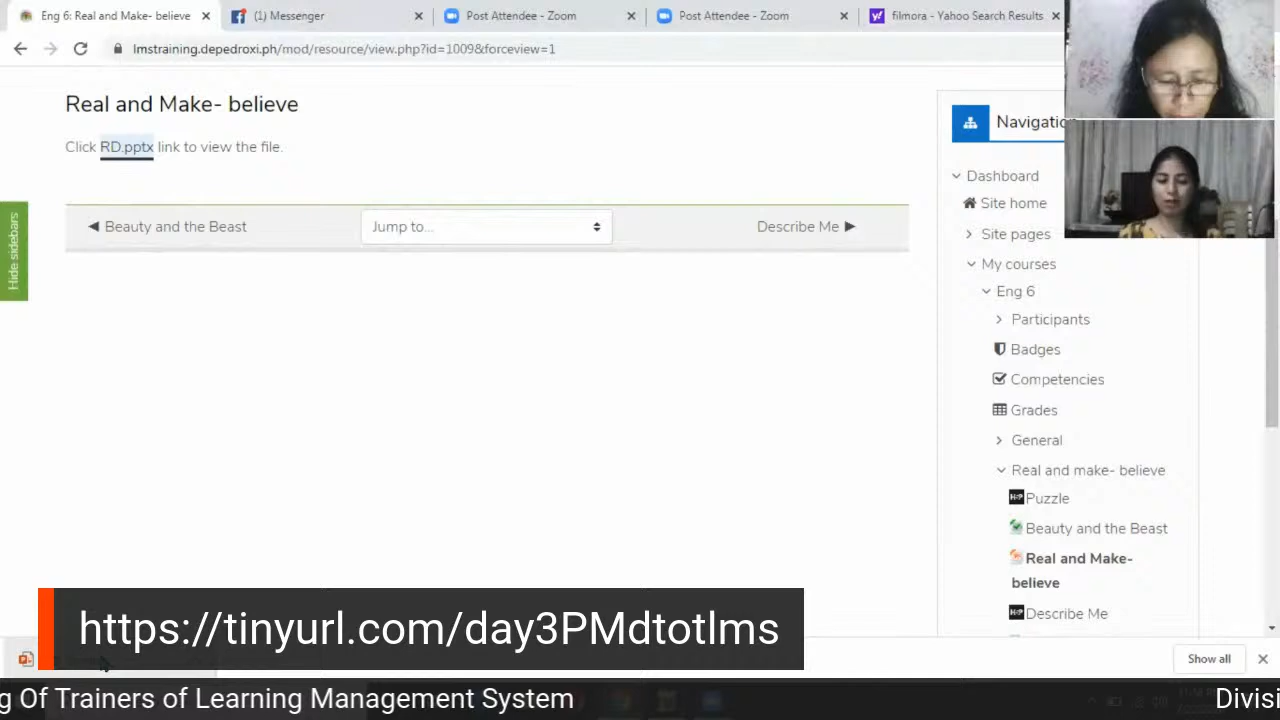 Eng 6: Real and Make- believe
(1) Messenger
Post Attendee - Zoom
Post Attendee - Zoom
filmora - Yahoo Search Results
lmstraining.depedroxi.ph/mod/resource/view.php?id=1009&forceview=1
Real and Make- believe
Click RD.pptx link to view the file.
◀ Beauty and the Beast
Jump to...
Describe Me ▶
Hide sidebars
Navigation
Dashboard
Site home
Site pages
My courses
Eng 6
Participants
Badges
Competencies
Grades
General
Real and make- believe
H5P Puzzle
Beauty and the Beast
Real and Make-
believe
H5P Describe Me
https://tinyurl.com/day3PMdtotlms
Show all
g Of Trainers of Learning Management System
Divisi